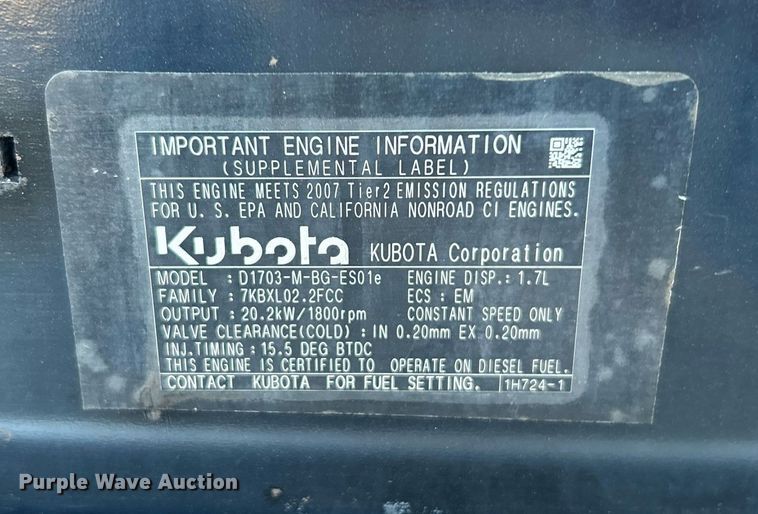 IMPORTANT ENGINE INFORMATION
(SUPPLEMENTAL LABEL)
THIS ENGINE MEETS 2007 Tier2 EMISSION REGULATIONS
FOR U. S. EPA AND CALIFORNIA NONROAD CI ENGINES.
Kubota KUBOTA Corporation
MODEL : D1703-M-BG-ES01e ENGINE DISP.: 1.7L
FAMILY : 7KBXL02.2FCC ECS : EM
OUTPUT : 20.2kW/1800rpm CONSTANT SPEED ONLY
VALVE CLEARANCE(COLD) : IN 0.20mm EX 0.20mm
INJ.TIMING : 15.5 DEG BTDC
THIS ENGINE IS CERTIFIED TO OPERATE ON DIESEL FUEL.
CONTACT KUBOTA FOR FUEL SETTING. 1H724-1
Purple Wave Auction